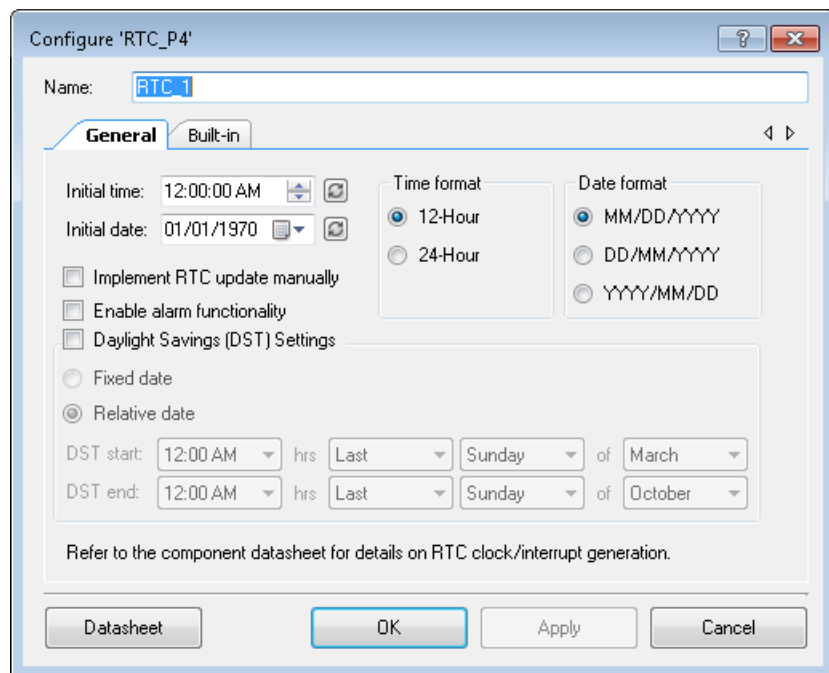 Configure 'RTC_P4'
Name: RTC_1
General Built-in
Initial time: 12:00:00 AM
Initial date: 01/01/1970
Implement RTC update manually
Enable alarm functionality
Time format
12-Hour
24-Hour
Date format
MM/DD/YYYY
DD/MM/YYYY
YYYY/MM/DD
Daylight Savings (DST) Settings
Fixed date
Relative date
DST start: 12:00 AM hrs Last Sunday of March
DST end: 12:00 AM hrs Last Sunday of October
Refer to the component datasheet for details on RTC clock/interrupt generation.
Datasheet OK Apply Cancel